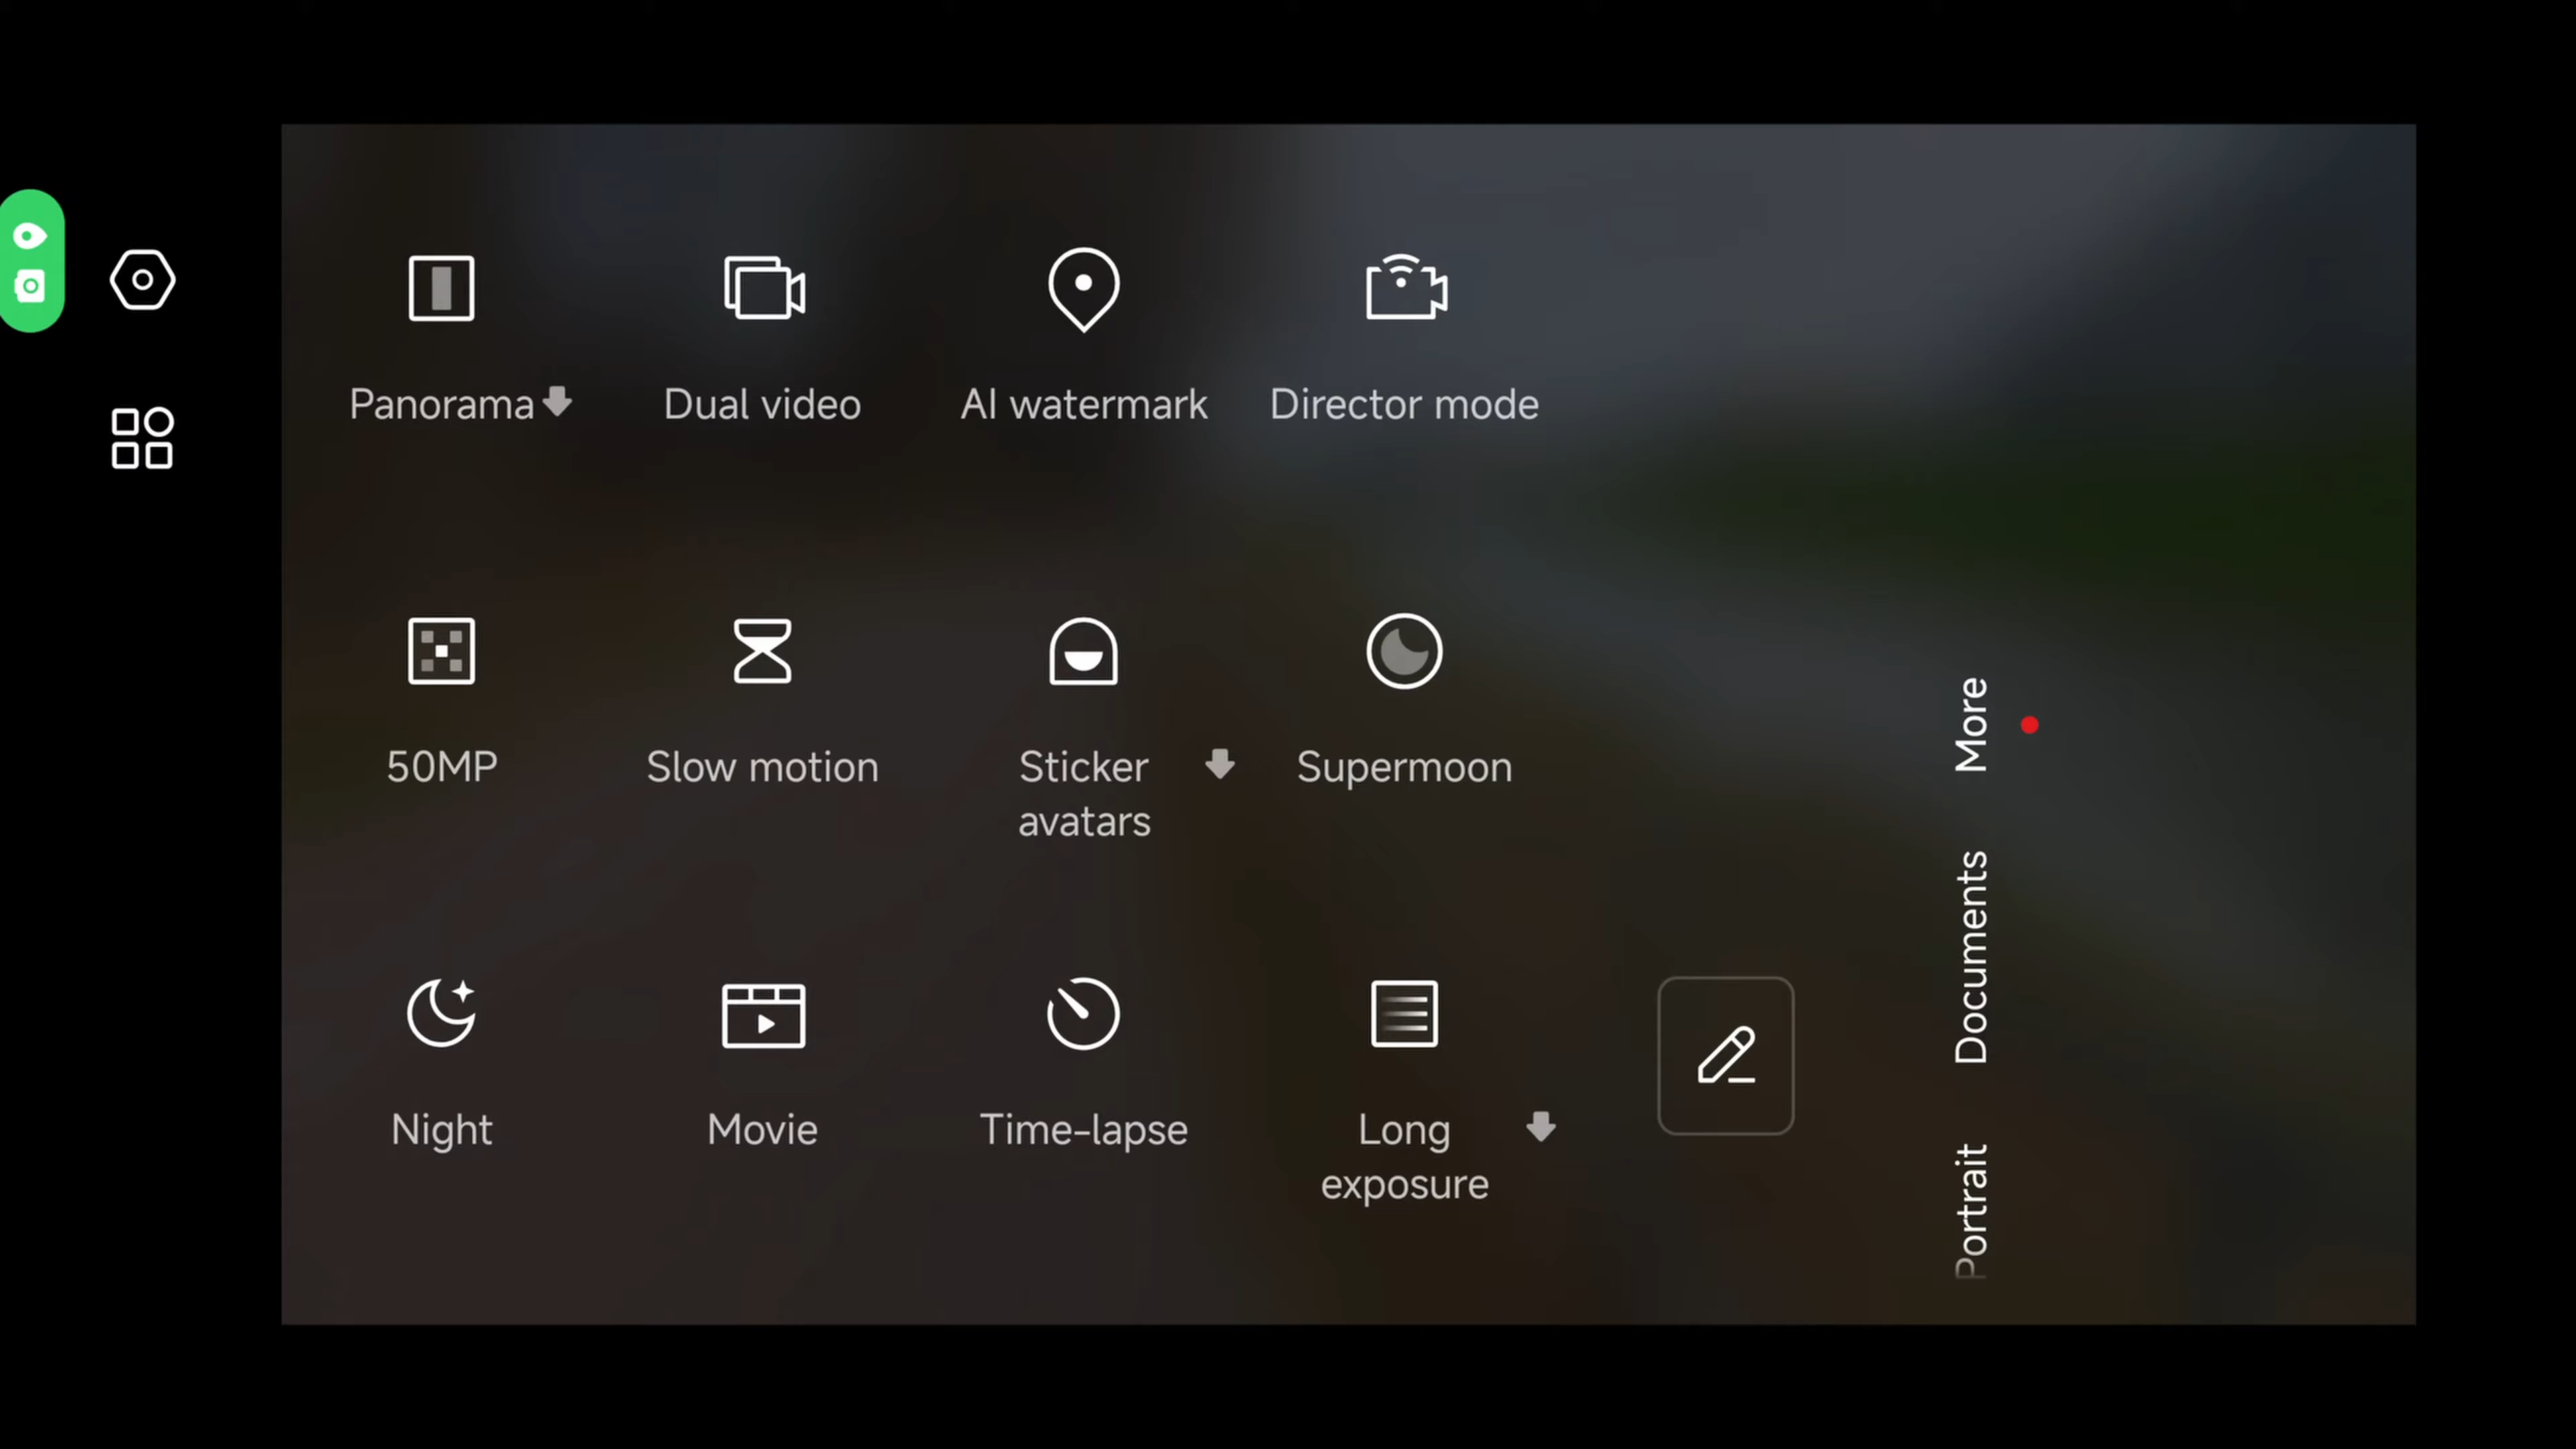 Panorama
Dual video
AI watermark
Director mode
50MP
Slow motion
Sticker
avatars
Supermoon
Night
Movie
Time-lapse
Long
exposure
More
Documents
Portrait